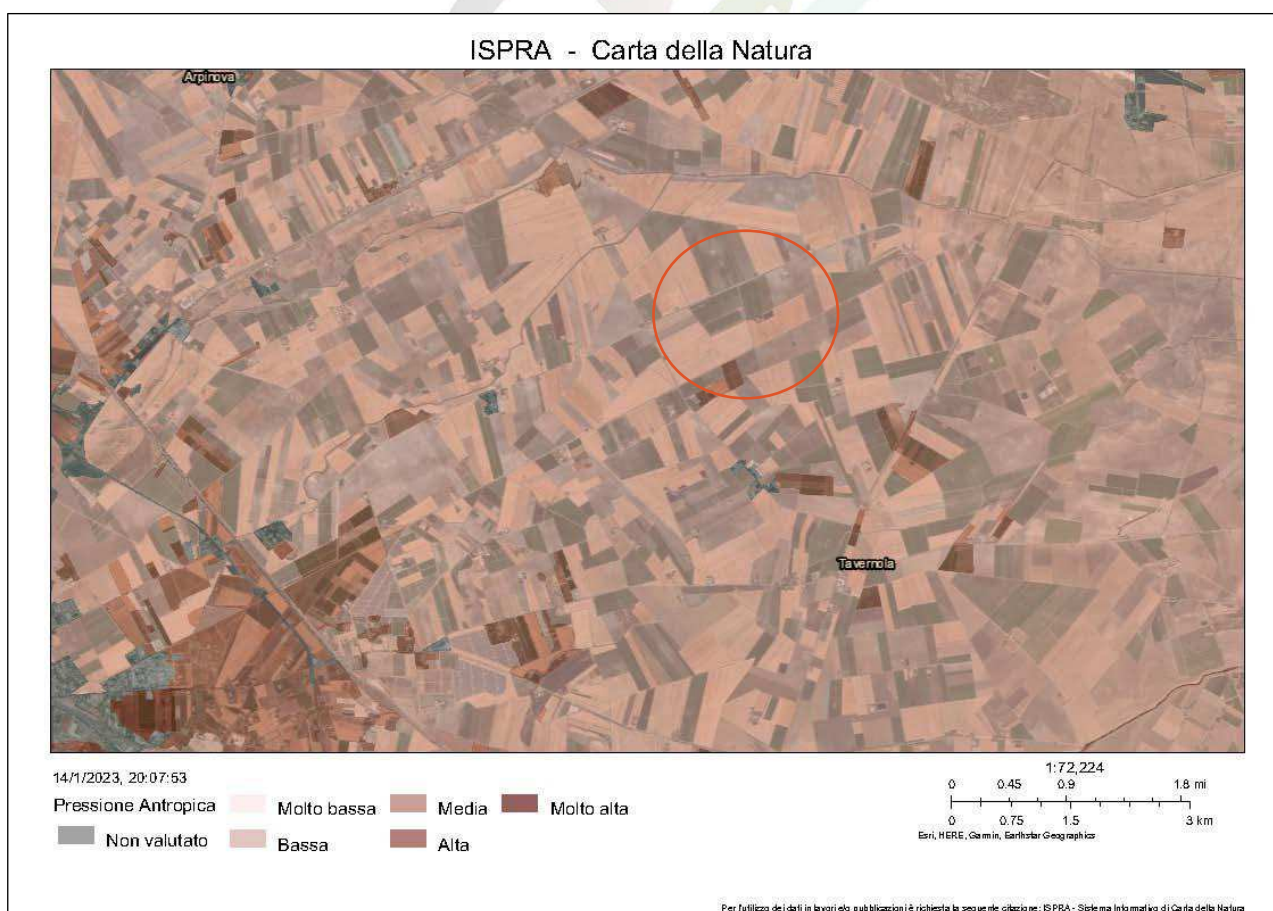 ISPRA - Carta della Natura
Arpinova
Tavernola
14/1/2023, 20:07:53
Pressione Antropica
Non valutato
Molto bassa
Bassa
Media
Alta
Molto alta
1:72,224
0 0.45 0.9 1.8 mi
0 0.75 1.5 3 km
Esri, HERE, Garmin, Earthstar Geographics
Per l'utilizzo dei dati in lavori e/o pubblicazioni è richiesta la seguente citazione: ISPRA - Sistema Informativo di Carta della Natura